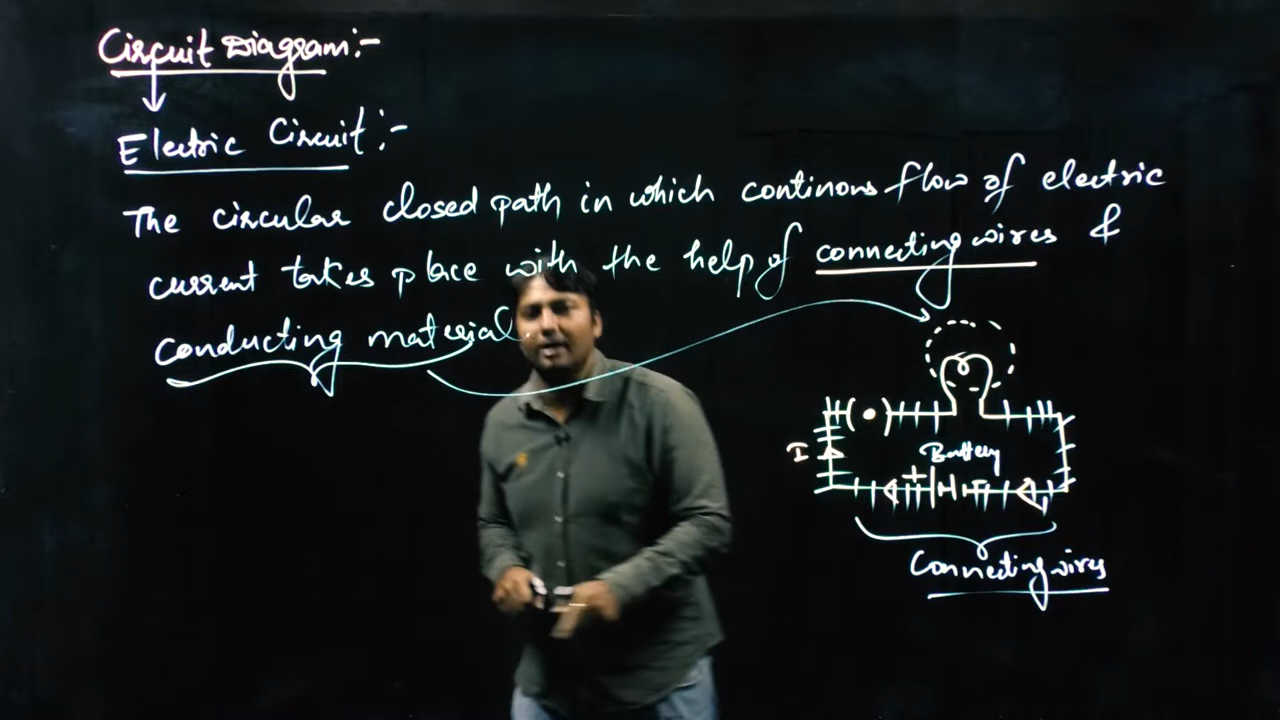 Circuit Diagram:-
Electric Circuit:-
The circular closed path in which continous flow of electric
current takes place with the help of connecting wires &
conducting material.
I
Battery
+ -
Connecting wires